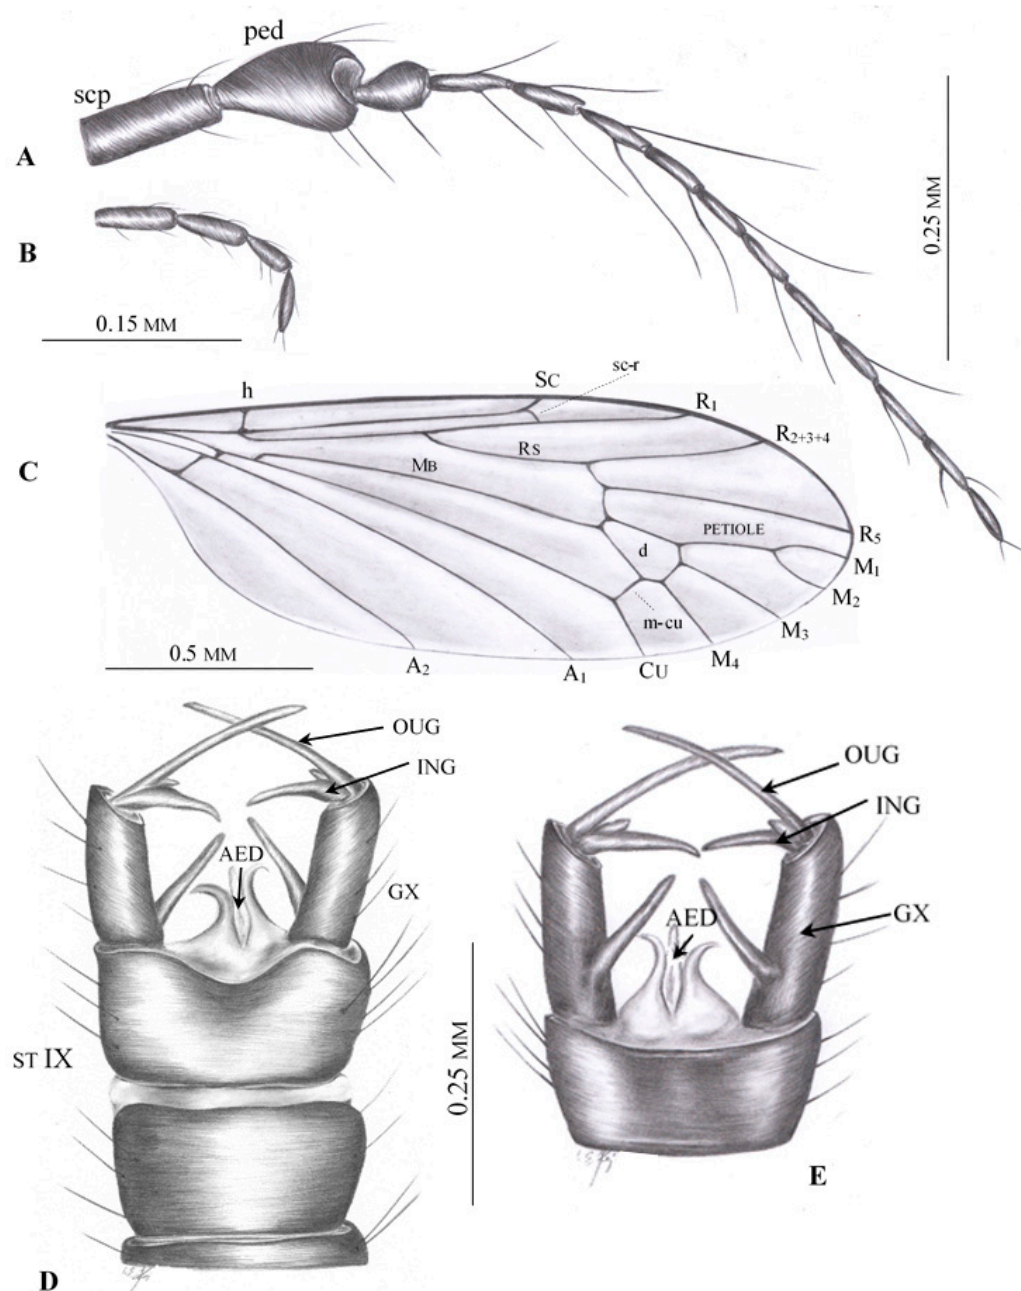 ped
scp
A
0.25 MM
B
0.15 MM
sc-r
h
SC
R1
R2+3+4
C
MB
RS
PETIOLE
R5
d
M1
M2
m-cu
M3
0.5 MM
A2
A1
CU
M4
OUG
ING
AED
GX
ST IX
0.25 MM
D
OUG
ING
AED
GX
E